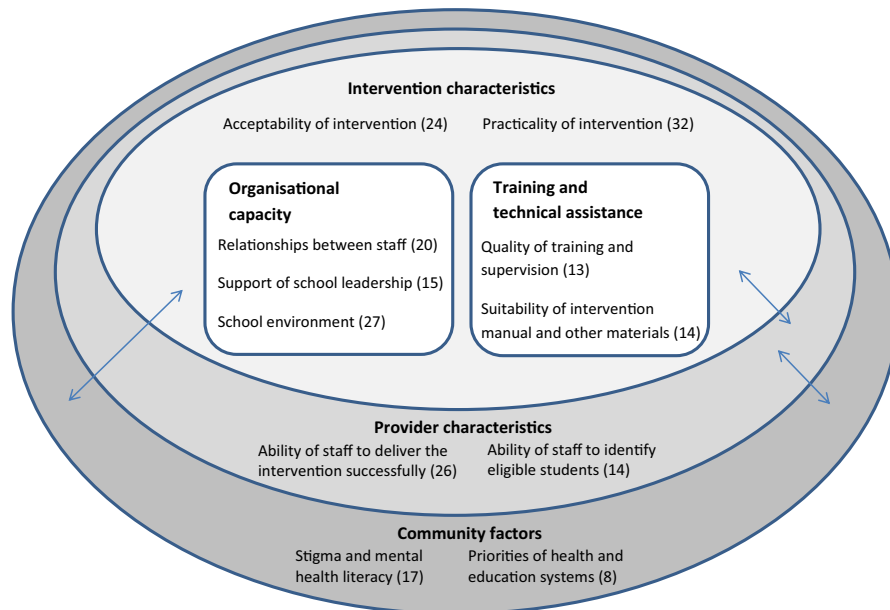 Intervention characteristics
Acceptability of intervention (24)
Practicality of intervention (32)
Organisational
capacity
Relationships between staff (20)
Support of school leadership (15)
School environment (27)
Training and
technical assistance
Quality of training and
supervision (13)
Suitability of intervention
manual and other materials (14)
Provider characteristics
Ability of staff to deliver the
intervention successfully (26)
Ability of staff to identify
eligible students (14)
Community factors
Stigma and mental
health literacy (17)
Priorities of health and
education systems (8)